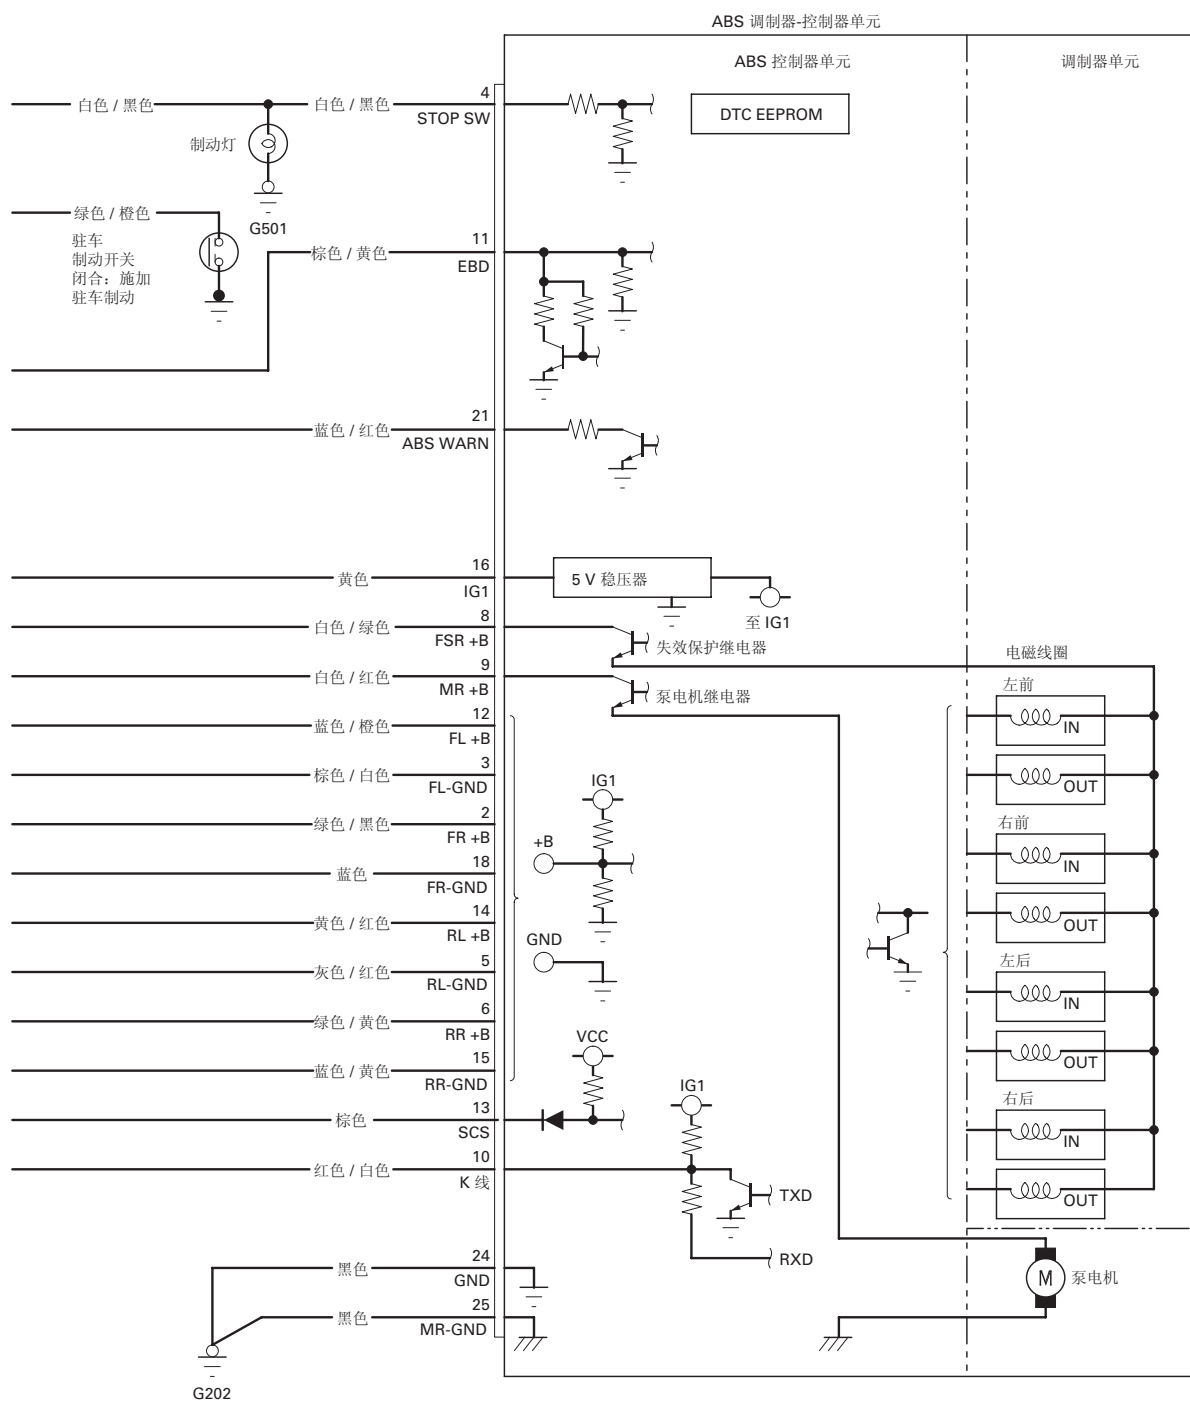 ABS 调制器-控制器单元
ABS 控制器单元
调制器单元
白色 / 黑色
白色 / 黑色
4
STOP SW
DTC EEPROM
制动灯
G501
绿色 / 橙色
驻车
制动开关
闭合：施加
驻车制动
棕色 / 黄色
11
EBD
蓝色 / 红色
21
ABS WARN
黄色
16
IG1
5 V 稳压器
至 IG1
白色 / 绿色
8
FSR +B
失效保护继电器
白色 / 红色
9
MR +B
泵电机继电器
电磁线圈
蓝色 / 橙色
12
FL +B
左前
IN
棕色 / 白色
3
FL-GND
OUT
绿色 / 黑色
2
FR +B
IG1
+B
右前
IN
蓝色
18
FR-GND
OUT
黄色 / 红色
14
RL +B
GND
左后
IN
灰色 / 红色
5
RL-GND
绿色 / 黄色
6
RR +B
OUT
蓝色 / 黄色
15
RR-GND
VCC
IG1
右后
IN
棕色
13
SCS
红色 / 白色
10
K 线
TXD
OUT
RXD
黑色
24
GND
M
泵电机
黑色
25
MR-GND
G202